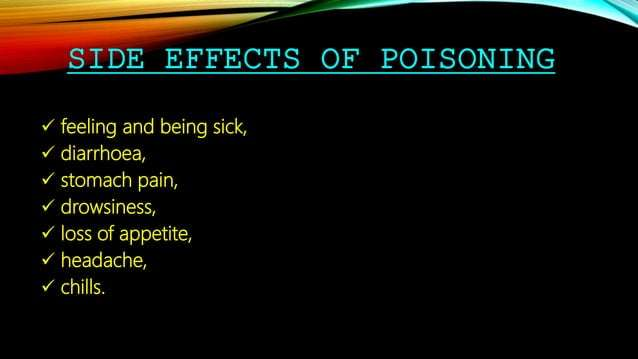 SIDE EFFECTS OF POISONING
✓ feeling and being sick,
✓ diarrhoea,
✓ stomach pain,
✓ drowsiness,
✓ loss of appetite,
✓ headache,
✓ chills.